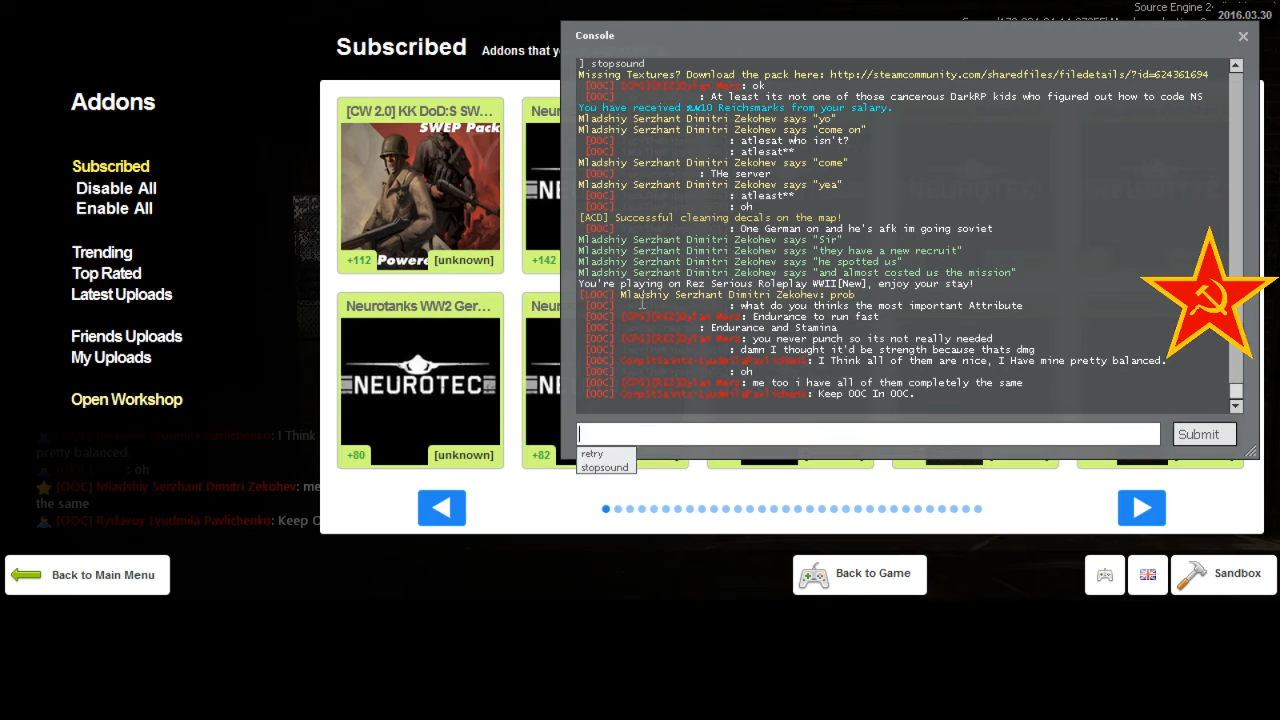 Source Engine 2
2016.03.30
Subscribed
Addons that
Addons
Subscribed
Disable All
Enable All
Trending
Top Rated
Latest Uploads
Friends Uploads
My Uploads
Open Workshop
[CW 2.0] KK DoD:S SW...
SWEP Pack
Powere
+112 [unknown]
Neur
+142
Neurotanks WW2 Ger...
NEUROTEC
+80 [unknown]
Neur
+82
Console
] stopsound
Missing Textures? Download the pack here: http://steamcommunity.com/sharedfiles/filedetails/?id=624361694
[OOC] : ok
[OOC] : At least its not one of those cancerous DarkRP kids who figured out how to code NS
You have received 10 Reichsmarks from your salary.
Mladshiy Serzhant Dimitri Zekohev says "yo"
Mladshiy Serzhant Dimitri Zekohev says "come on"
[OOC] : atlesat who isn't?
[OOC] : atlesat**
Mladshiy Serzhant Dimitri Zekohev says "come"
[OOC] : THe server
Mladshiy Serzhant Dimitri Zekohev says "yea"
[OOC] : atleast**
[OOC] : oh
[ACD] Successful cleaning decals on the map!
[OOC] : One German on and he's afk im going soviet
Mladshiy Serzhant Dimitri Zekohev says "Sir"
Mladshiy Serzhant Dimitri Zekohev says "they have a new recruit"
Mladshiy Serzhant Dimitri Zekohev says "he spotted us"
Mladshiy Serzhant Dimitri Zekohev says "and almost costed us the mission"
You're playing on Rez Serious Roleplay WWII[New], enjoy your stay!
[LOOC] Mladshiy Serzhant Dimitri Zekohev: prob
[OOC] : what do you thinks the most important Attribute
[OOC] : Endurance to run fast
[OOC] : Endurance and Stamina
[OOC] : you never punch so its not really needed
[OOC] : damn I thought it'd be strength because thats dmg
[OOC] : I Think all of them are nice, I Have mine pretty balanced.
[OOC] : oh
[OOC] : me too i have all of them completely the same
[OOC] : Keep OOC In OOC.
Submit
retry
stopsound
: I Think
pretty balanced.
: oh
[OOC] Mladshiy Serzhant Dimitri Zekohev: me
the same
[OOC] Rydavoy Lyudmila Pavlichenko: Keep O
Back to Main Menu
Back to Game
Sandbox